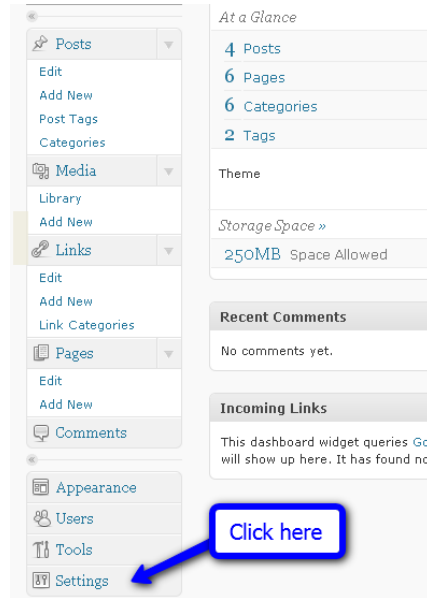 Posts
Edit
Add New
Post Tags
Categories
Media
Library
Add New
Links
Edit
Add New
Link Categories
Pages
Edit
Add New
Comments
Appearance
Users
Tools
Settings
At a Glance
4 Posts
6 Pages
6 Categories
2 Tags
Theme
Storage Space »
250MB Space Allowed
Recent Comments
No comments yet.
Incoming Links
This dashboard widget queries Go
will show up here. It has found no
Click here